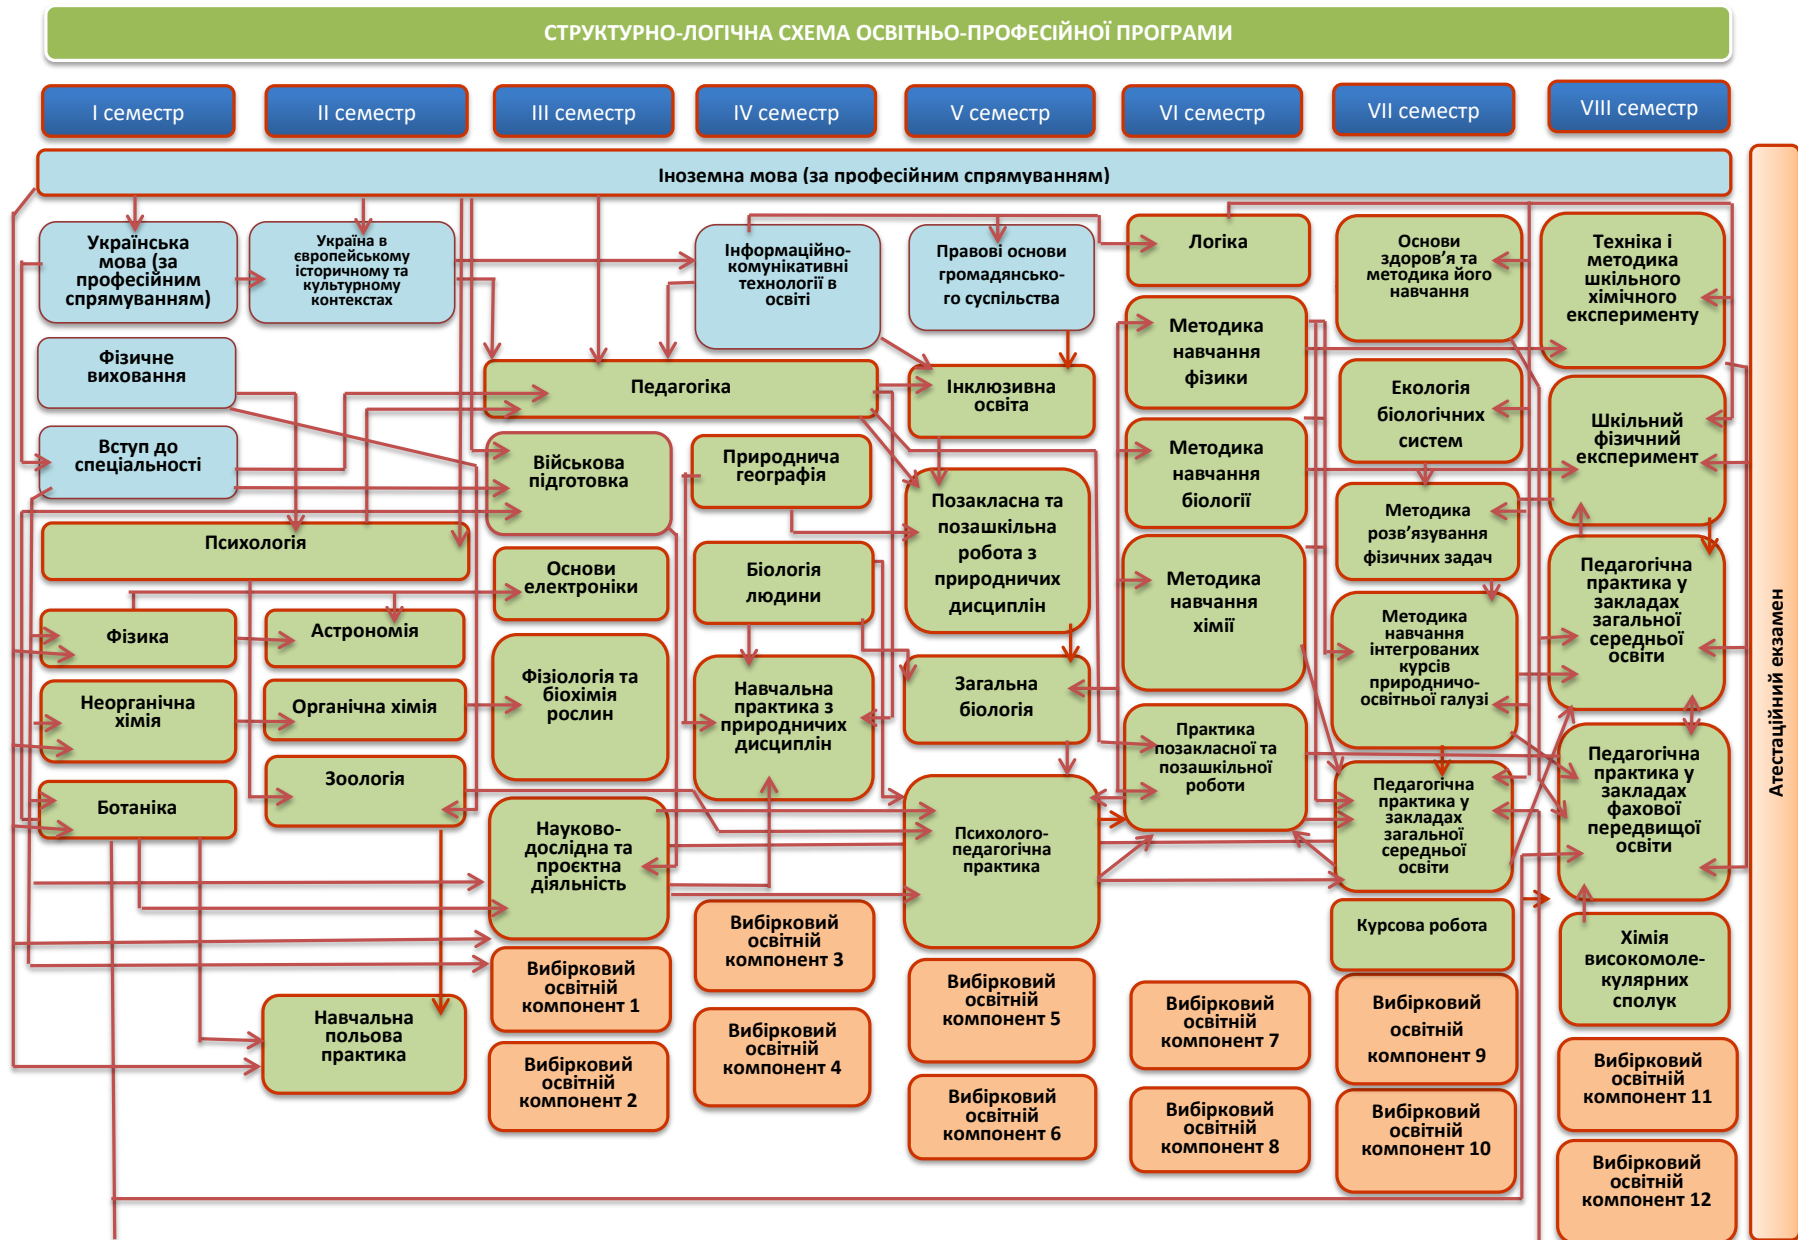 СТРУКТУРНО-ЛОГІЧНА СХЕМА ОСВІТНЬО-ПРОФЕСІЙНОЇ ПРОГРАМИ
I семестр
II семестр
III семестр
IV семестр
V семестр
VI семестр
VII семестр
VIII семестр
Іноземна мова (за професійним спрямуванням)
Українська
мова (за
професійним
спрямуванням)
Україна в
європейському
історичному та
культурному
контекстах
Інформаційно-
комунікативні
технології в
освіті
Правові основи
громадянсько-
го суспільства
Логіка
Основи
здоров’я та
методика його
навчання
Техніка і
методика
шкільного
хімічного
експерименту
Фізичне
виховання
Педагогіка
Інклюзивна
освіта
Методика
навчання
фізики
Екологія
біологічних
систем
Шкільний
фізичний
експеримент
Вступ до
спеціальності
Військова
підготовка
Природнича
географія
Позакласна та
позашкільна
робота з
природничих
дисциплін
Методика
навчання
біології
Методика
розв’язування
фізичних задач
Психологія
Основи
електроніки
Біологія
людини
Методика
навчання
хімії
Педагогічна
практика у
закладах
загальної
середньої
освіти
Фізика
Астрономія
Фізіологія та
біохімія
рослин
Навчальна
практика з
природничих
дисциплін
Загальна
біологія
Методика
навчання
інтегрованих
курсів
природничо-
освітньої галузі
Неорганічна
хімія
Органічна хімія
Практика
позакласної та
позашкільної
роботи
Педагогічна
практика у
закладах
фахової
передвищої
освіти
Ботаніка
Зоологія
Науково-
дослідна та
проєктна
діяльність
Психолого-
педагогічна
практика
Педагогічна
практика у
закладах
загальної
середньої
освіти
Навчальна
польова
практика
Вибірковий
освітній
компонент 1
Вибірковий
освітній
компонент 2
Вибірковий
освітній
компонент 3
Вибірковий
освітній
компонент 4
Вибірковий
освітній
компонент 5
Вибірковий
освітній
компонент 6
Вибірковий
освітній
компонент 7
Вибірковий
освітній
компонент 8
Курсова робота
Вибірковий
освітній
компонент 9
Вибірковий
освітній
компонент 10
Хімія
високомоле-
кулярних
сполук
Вибірковий
освітній
компонент 11
Вибірковий
освітній
компонент 12
Атестаційний екзамен